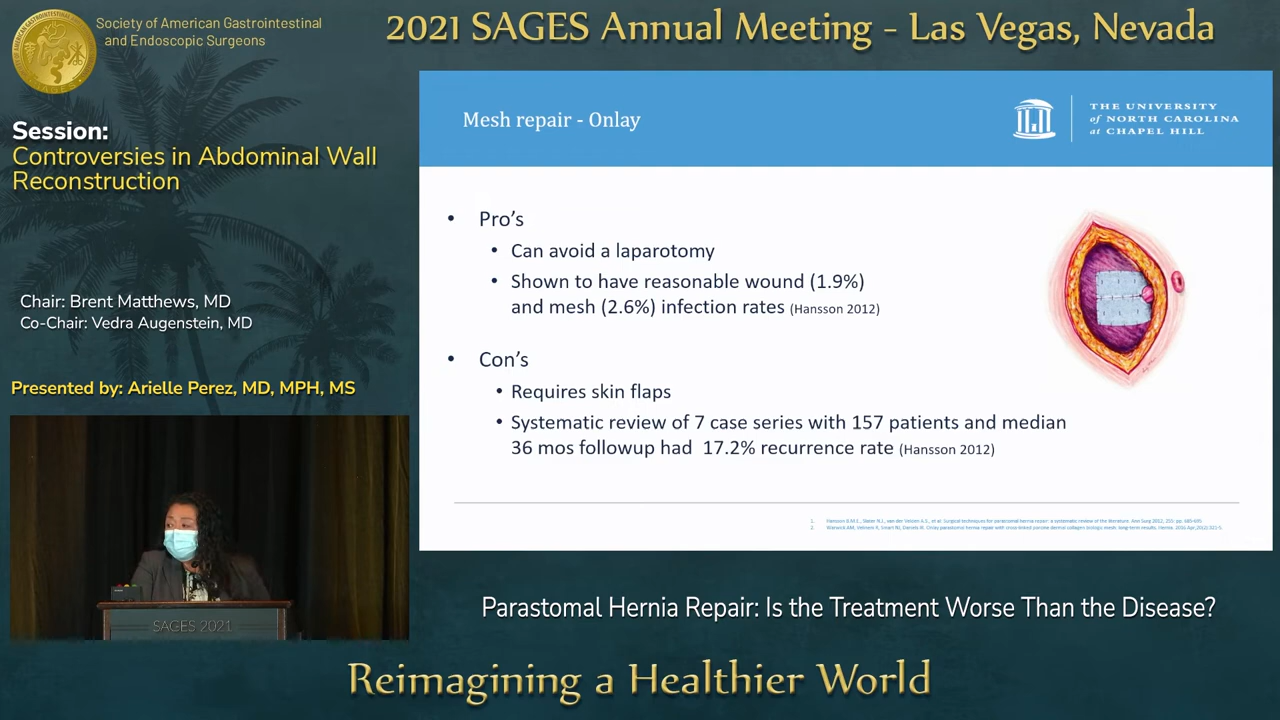 Society of American Gastrointestinal
and Endoscopic Surgeons
2021 SAGES Annual Meeting - Las Vegas, Nevada
Session:
Controversies in Abdominal Wall
Reconstruction
Chair: Brent Matthews, MD
Co-Chair: Vedra Augenstein, MD
Presented by: Arielle Perez, MD, MPH, MS
SAGES 2021
Mesh repair - Onlay
THE UNIVERSITY
of NORTH CAROLINA
at CHAPEL HILL
• Pro's
• Can avoid a laparotomy
• Shown to have reasonable wound (1.9%)
and mesh (2.6%) infection rates (Hansson 2012)
• Con's
• Requires skin flaps
• Systematic review of 7 case series with 157 patients and median
36 mos followup had 17.2% recurrence rate (Hansson 2012)
Parastomal Hernia Repair: Is the Treatment Worse Than the Disease?
Reimagining a Healthier World